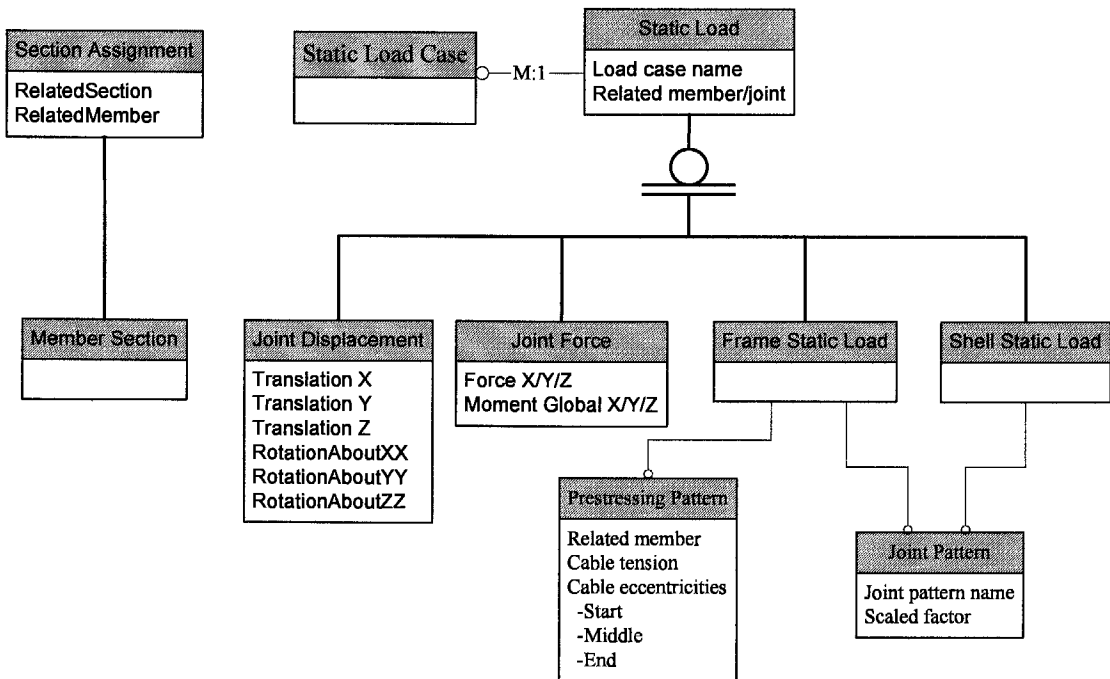 Section Assignment
RelatedSection
RelatedMember
Static Load Case
M:1
Static Load
Load case name
Related member/joint
Member Section
Joint Displacement
Translation X
Translation Y
Translation Z
RotationAboutXX
RotationAboutYY
RotationAboutZZ
Joint Force
Force X/Y/Z
Moment Global X/Y/Z
Frame Static Load
Shell Static Load
Prestressing Pattern
Related member
Cable tension
Cable eccentricities
-Start
-Middle
-End
Joint Pattern
Joint pattern name
Scaled factor